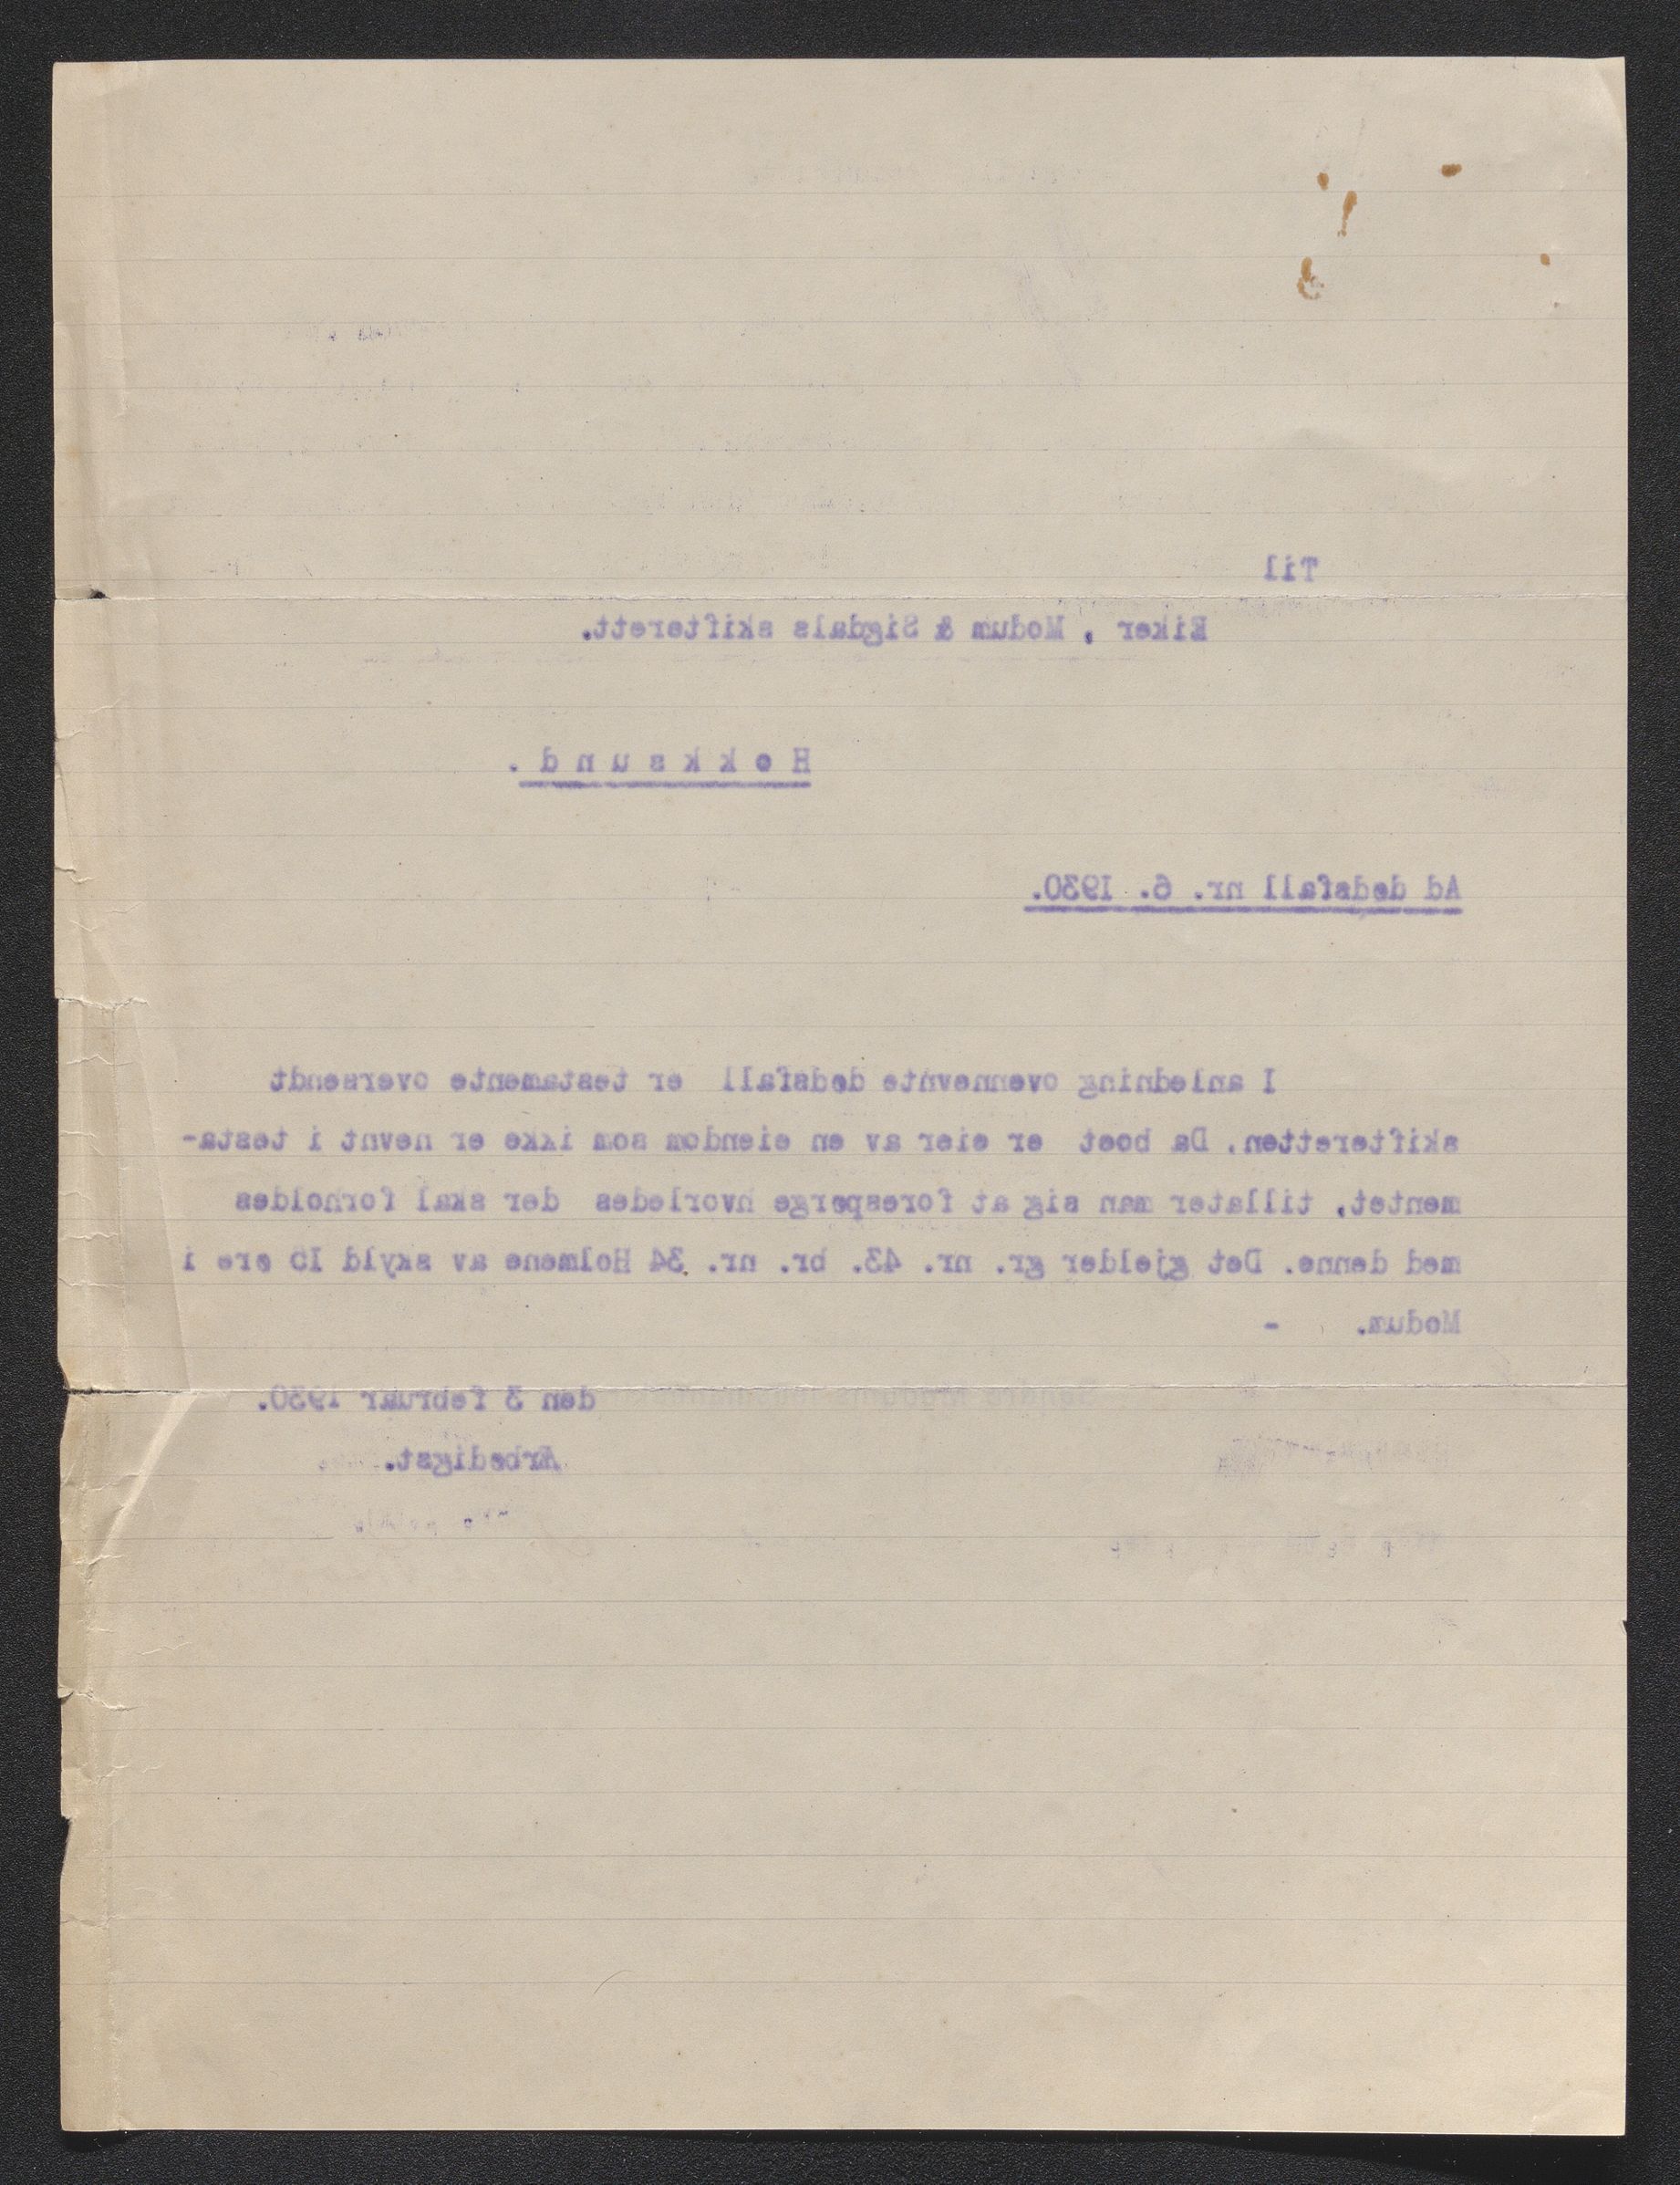 Til
Eiker , Modum & Sigdals skifterett.
H o k k s u n d .
Ad dødsfall nr. 6. 1930.
I anledning ovennevnte dødsfall er testamente oversendt
skifteretten. Da boet er eier av en eiendom som ikke er nevnt i testa-
mentet, tillater man sig at forespørge hvorledes der skal forholdes
med denne. Det gjelder gr. nr. 43. br. nr. 34 Holmene av skyld 15 øre i
Modum. -
den 3 februar 1930.
Ærbødigst.